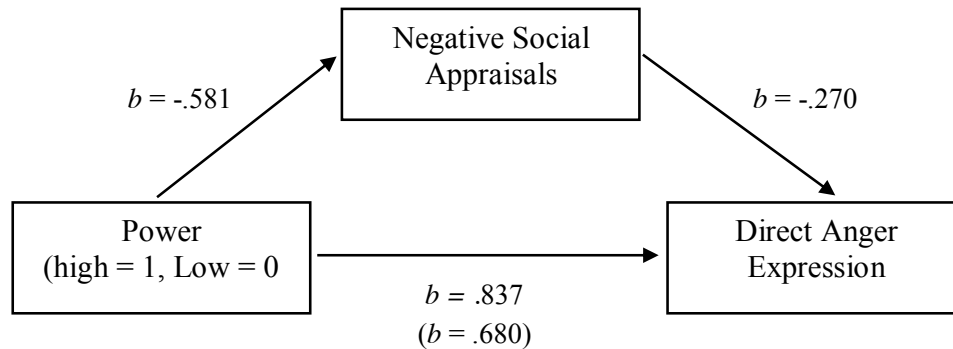 Negative Social
Appraisals
b = -.581
b = -.270
Power
(high = 1, Low = 0
Direct Anger
Expression
b = .837
(b = .680)